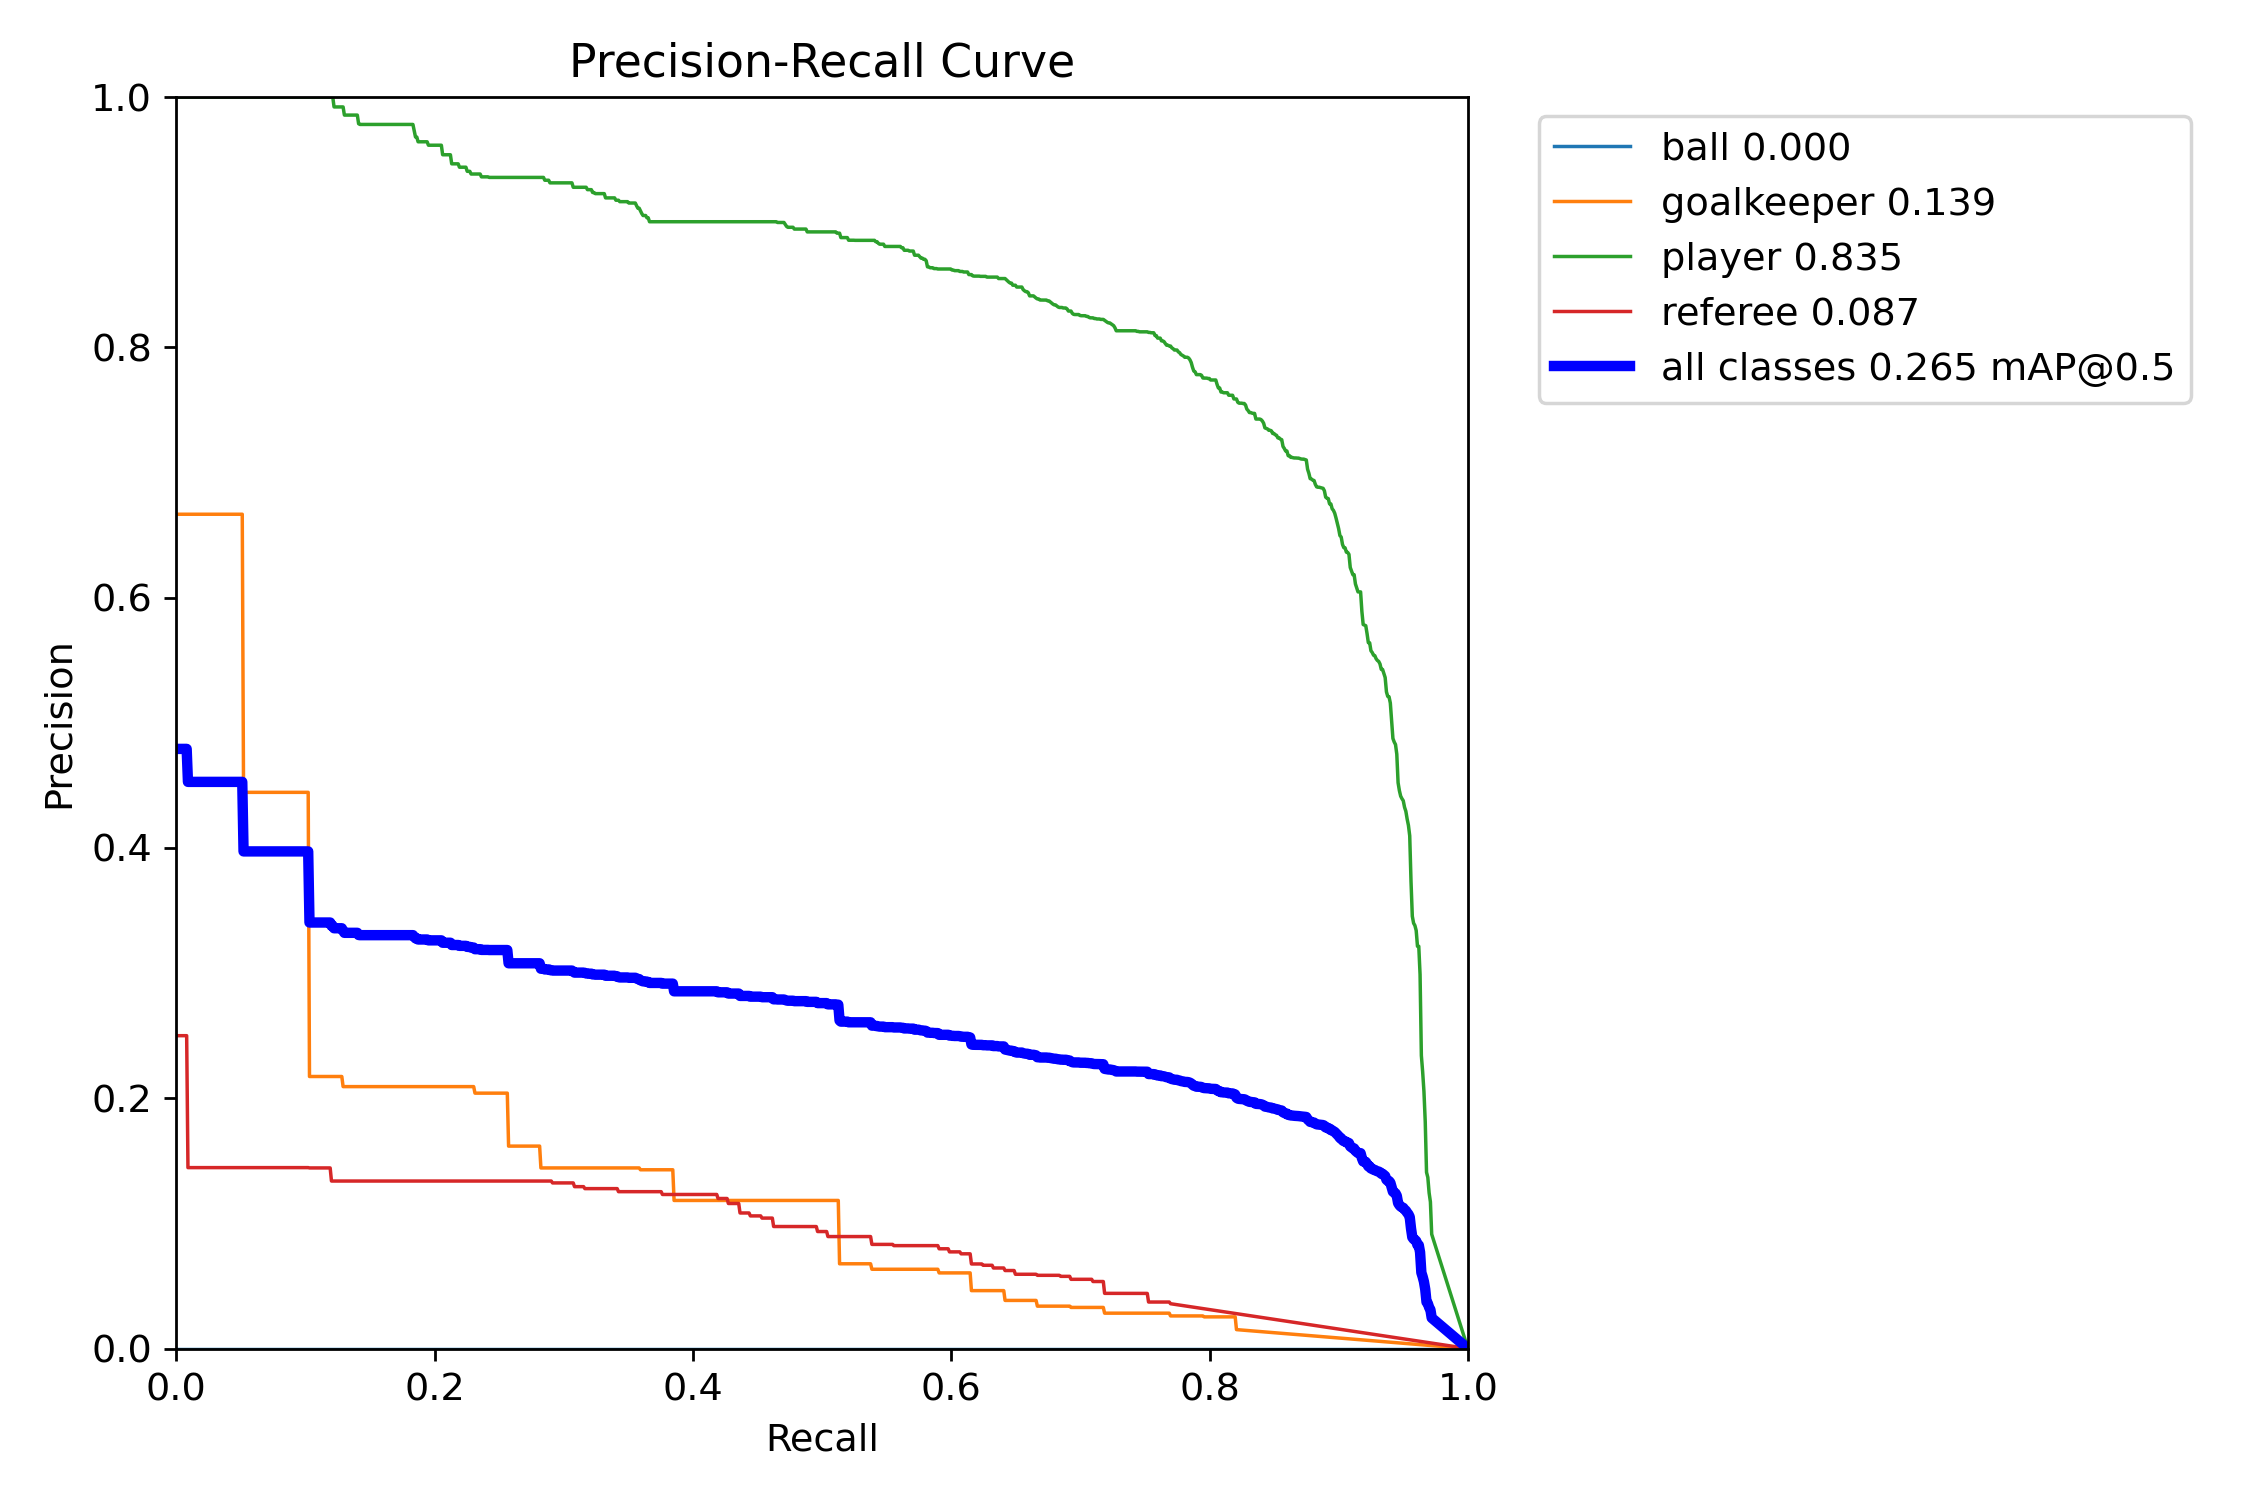 Precision-Recall Curve
1.0
0.8
0.6
0.4
0.2
0.0
Precision
0.0 0.2 0.4 0.6 0.8 1.0
Recall
ball 0.000
goalkeeper 0.139
player 0.835
referee 0.087
all classes 0.265 mAP@0.5